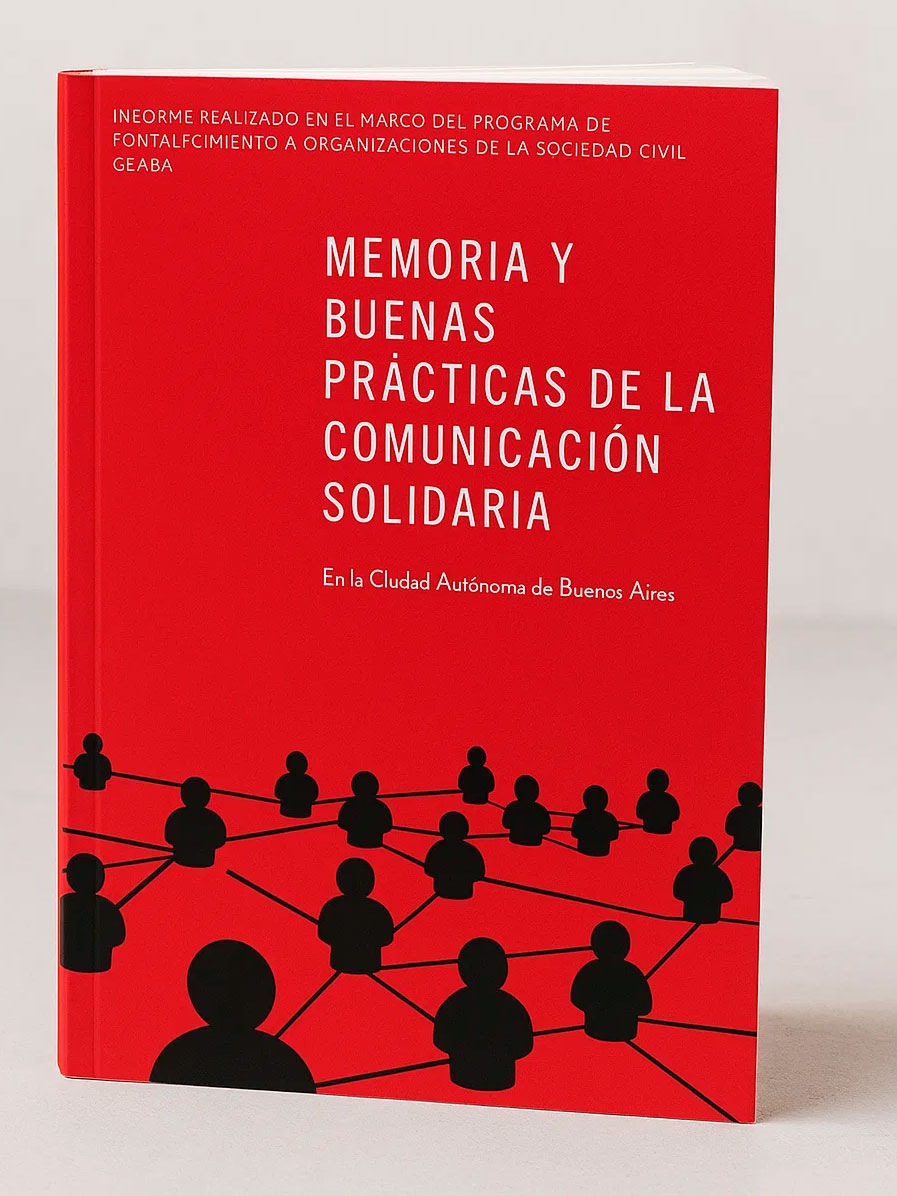 INEORME REALIZADO EN EL MARCO DEL PROGRAMA DE
FONTALFCIMIENTO A ORGANIZACIONES DE LA SOCIEDAD CIVIL
GEABA
MEMORIA Y
BUENAS
PRÁCTICAS DE LA
COMUNICACIÓN
SOLIDARIA
En la Cludad Autónoma de Buenos Aires